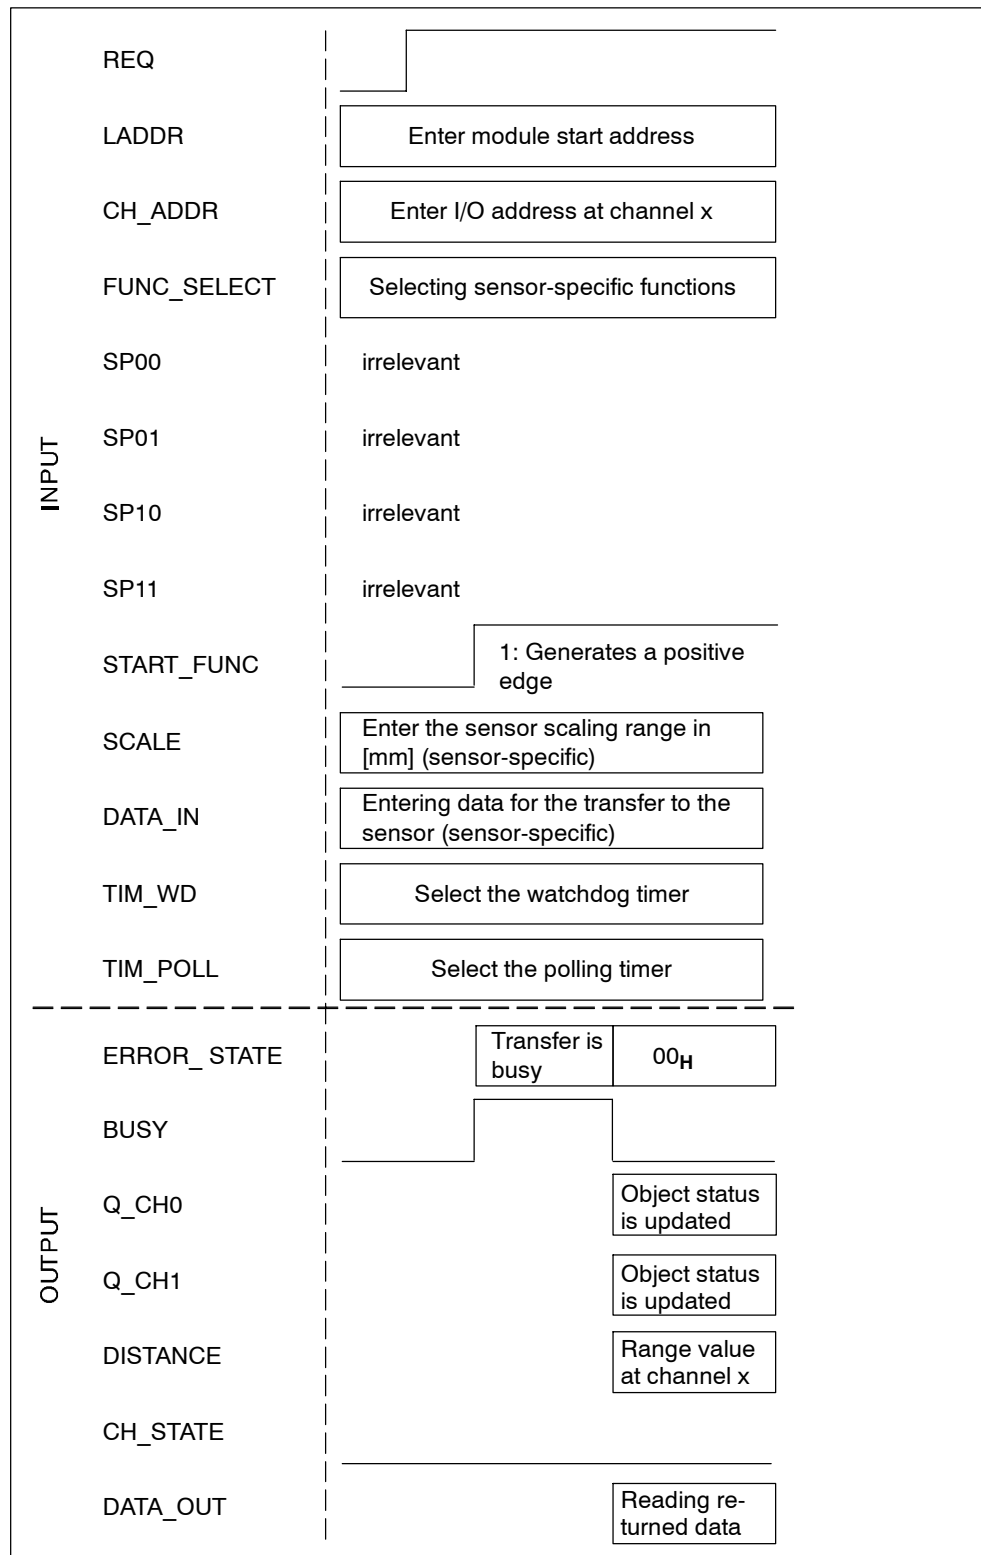 REQ
LADDR
Enter module start address
CH_ADDR
Enter I/O address at channel x
FUNC_SELECT
Selecting sensor-specific functions
SP00
irrelevant
SP01
irrelevant
INPUT
SP10
irrelevant
SP11
irrelevant
START_FUNC
1: Generates a positive
edge
SCALE
Enter the sensor scaling range in
[mm] (sensor-specific)
DATA_IN
Entering data for the transfer to the
sensor (sensor-specific)
TIM_WD
Select the watchdog timer
TIM_POLL
Select the polling timer
ERROR_ STATE
Transfer is
busy
00H
BUSY
Q_CH0
Object status
is updated
OUTPUT
Q_CH1
Object status
is updated
DISTANCE
Range value
at channel x
CH_STATE
DATA_OUT
Reading re-
turned data